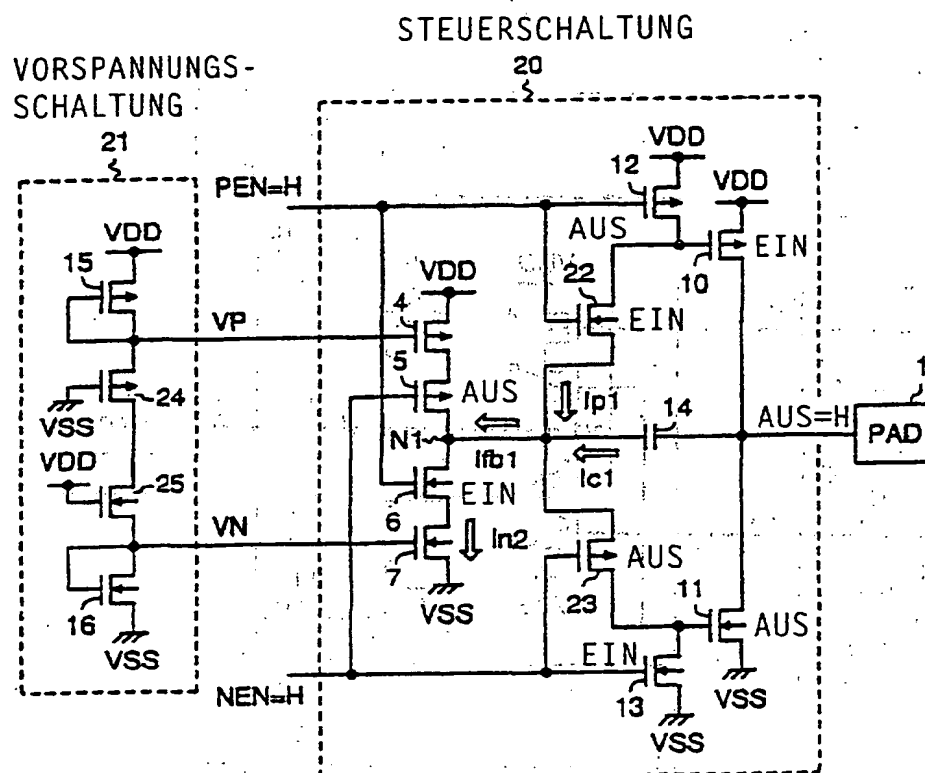 STEUERSCHALTUNG
20
VORSPANNUNGS-
SCHALTUNG
21
VDD
15
VP
24
VSS
VDD
25
VN
16
VSS
PEN=H
NEN=H
VDD
4
5
AUS
N1
Ifb1
6
EIN
In2
7
VSS
VDD
12
AUS
VDD
EIN
10
22
EIN
Ip1
14
Ic1
AUS=H
1
PAD
AUS
23
11
AUS
VSS
EIN
13
VSS